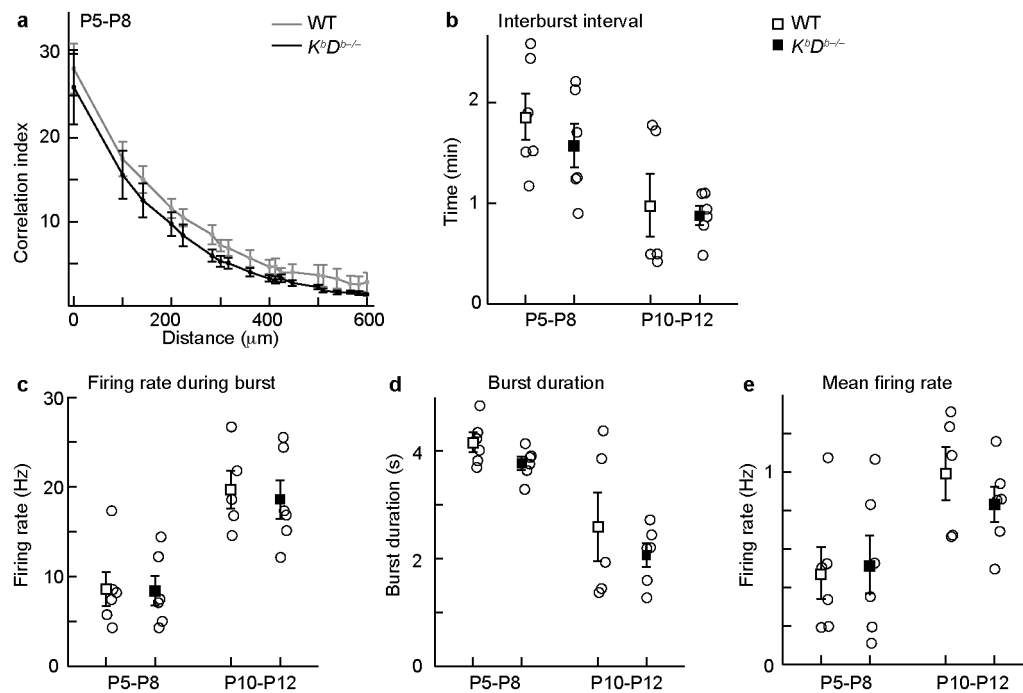 a P5-P8
WT
KᵇDᵇ⁻/⁻
30
20
10
Correlation index
0 200 400 600
Distance (μm)
b Interburst interval
WT
KᵇDᵇ⁻/⁻
2
1
0
Time (min)
P5-P8 P10-P12
c Firing rate during burst
30
20
10
0
Firing rate (Hz)
P5-P8 P10-P12
d Burst duration
4
2
0
Burst duration (s)
P5-P8 P10-P12
e Mean firing rate
1
0
Firing rate (Hz)
P5-P8 P10-P12